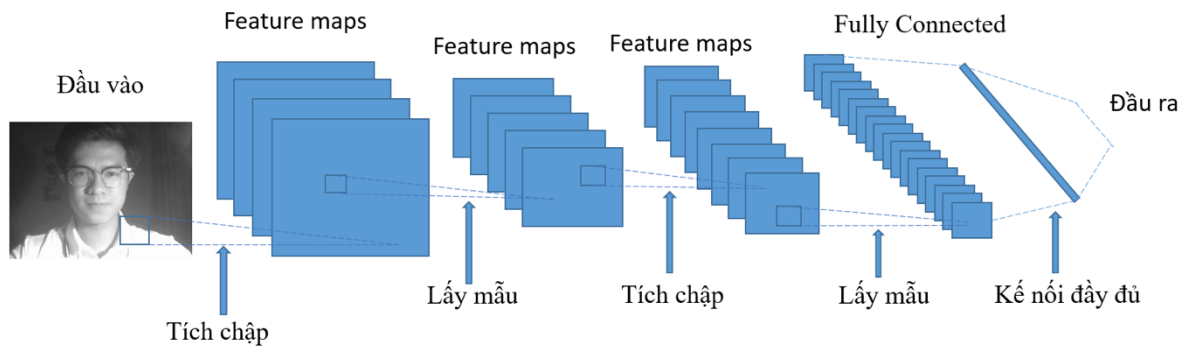 Feature maps
Feature maps
Feature maps
Fully Connected
Đầu vào
Đầu ra
Tích chập
Lấy mẫu
Tích chập
Lấy mẫu
Kế nối đầy đủ